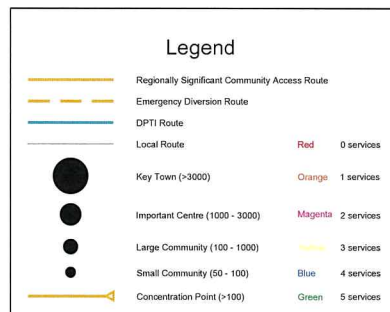 Legend
Regionally Significant Community Access Route
Emergency Diversion Route
DPTI Route
Local Route Red 0 services
Key Town (>3000) Orange 1 services
Important Centre (1000 - 3000) Magenta 2 services
Large Community (100 - 1000) 3 services
Small Community (50 - 100) Blue 4 services
Concentration Point (>100) Green 5 services